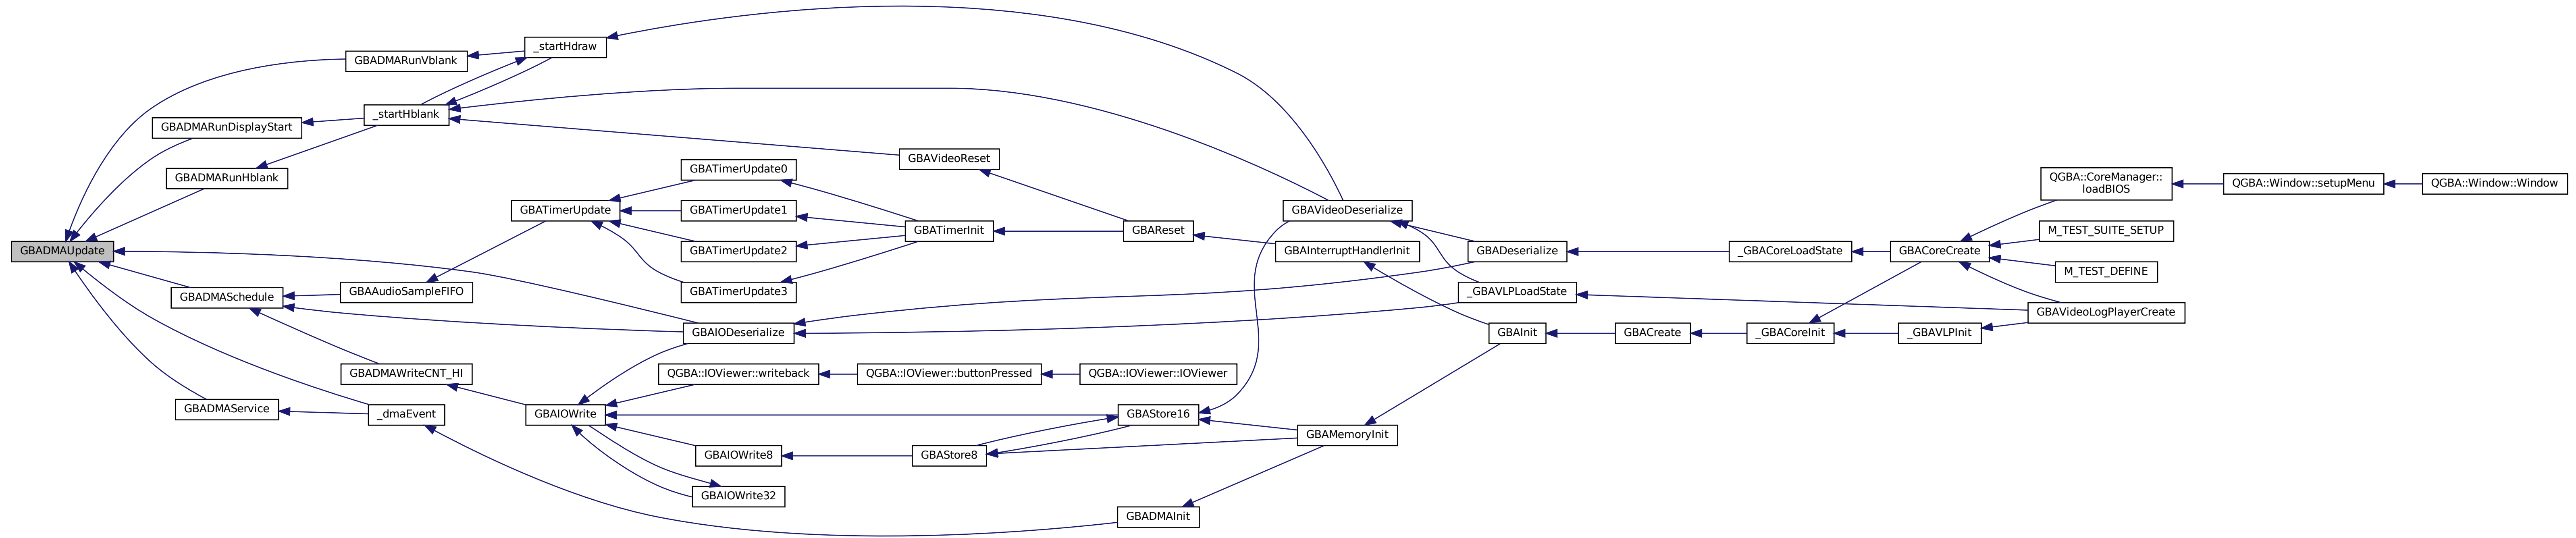 _startHdraw
GBADMARunVblank
_startHblank
GBADMARunDisplayStart
GBAVideoReset
GBATimerUpdate0
GBADMARunHblank
QGBA::CoreManager::
loadBIOS
QGBA::Window::setupMenu
QGBA::Window::Window
GBATimerUpdate
GBATimerUpdate1
GBAVideoDeserialize
GBATimerInit
GBAReset
M_TEST_SUITE_SETUP
GBADMAUpdate
GBATimerUpdate2
GBAInterruptHandlerInit
GBADeserialize
_GBACoreLoadState
GBACoreCreate
M_TEST_DEFINE
GBADMASchedule
GBAAudioSampleFIFO
GBATimerUpdate3
_GBAVLPLoadState
GBAVideoLogPlayerCreate
GBAIODeserialize
GBAInit
GBACreate
_GBACoreInit
_GBAVLPInit
GBADMAWriteCNT_HI
QGBA::IOViewer::writeback
QGBA::IOViewer::buttonPressed
QGBA::IOViewer::IOViewer
GBADMAService
_dmaEvent
GBAIOWrite
GBAStore16
GBAMemoryInit
GBAIOWrite8
GBAStore8
GBAIOWrite32
GBADMAInit